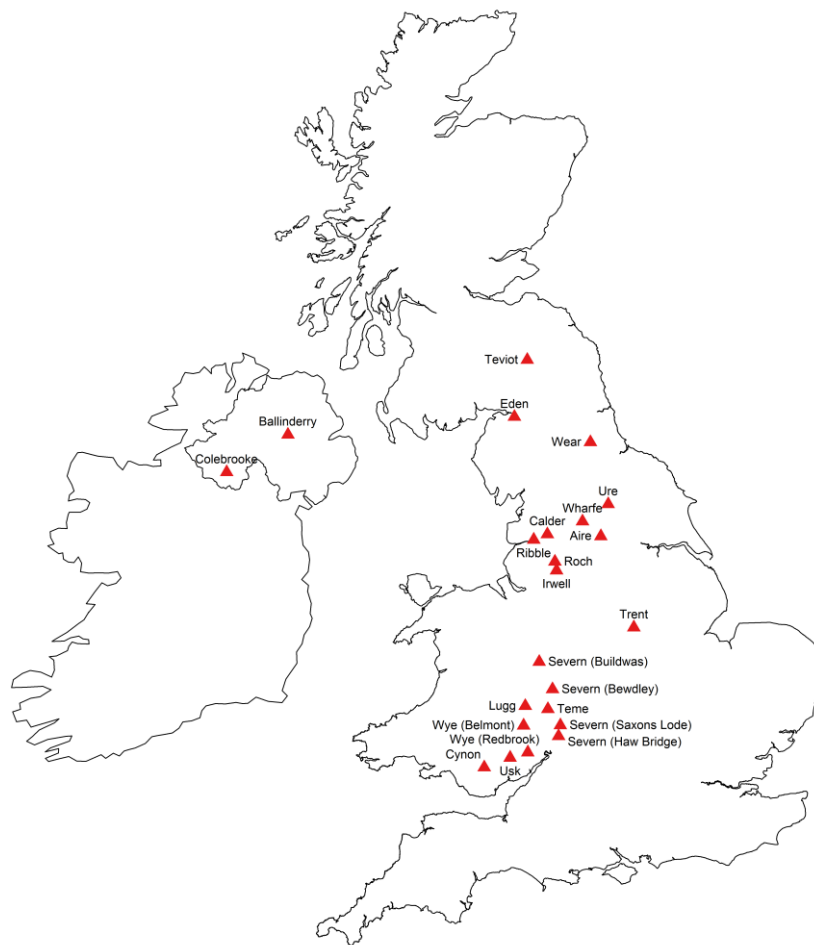 Teviot
Eden
Ballinderry
Wear
Colebrooke
Ure
Wharfe
Calder
Aire
Ribble
Roch
Irwell
Trent
Severn (Buildwas)
Severn (Bewdley)
Lugg
Teme
Wye (Belmont)
Severn (Saxons Lode)
Wye (Redbrook)
Severn (Haw Bridge)
Cynon
Usk